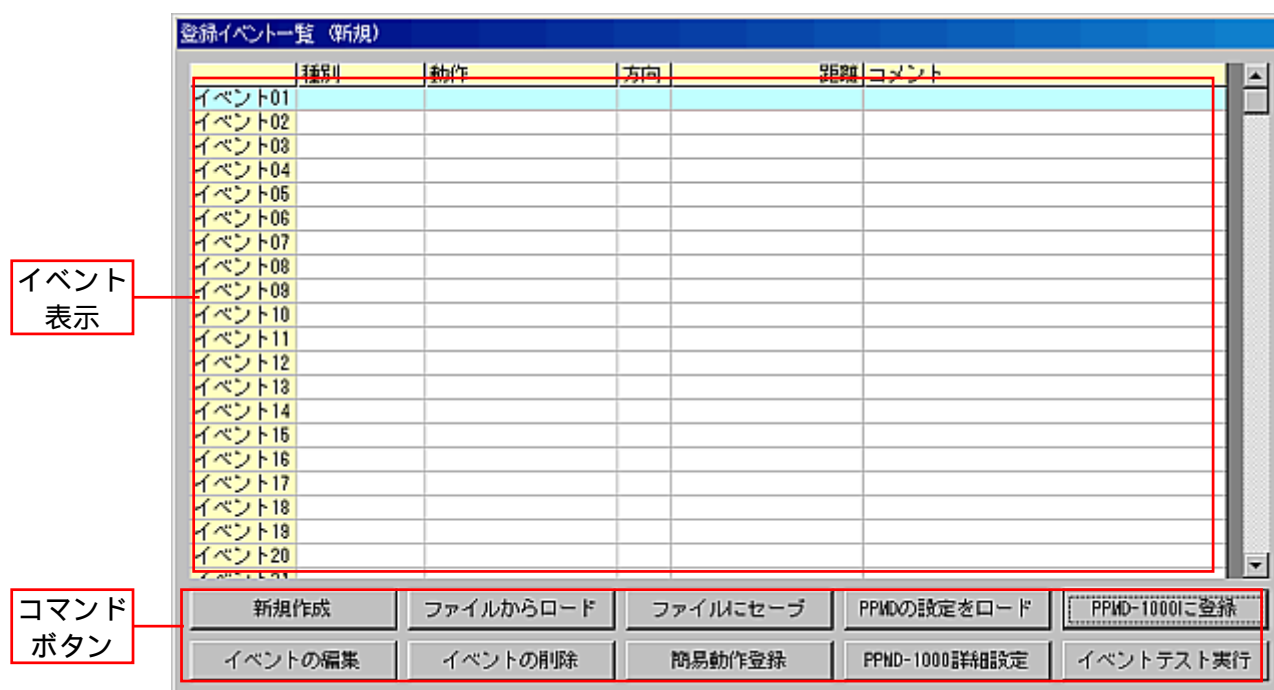 登録イベント一覧 (新規)
種別 動作 方向 距離 コメント
イベント01
イベント02
イベント03
イベント04
イベント05
イベント06
イベント07
イベント08
イベント09
イベント10
イベント11
イベント12
イベント13
イベント14
イベント15
イベント16
イベント17
イベント18
イベント19
イベント20
イベント21
イベント
表示
コマンド
ボタン
新規作成 ファイルからロード ファイルにセーブ PPMDの設定をロード PPMD-1000に登録
イベントの編集 イベントの削除 簡易動作登録 PPMD-1000詳細設定 イベントテスト実行